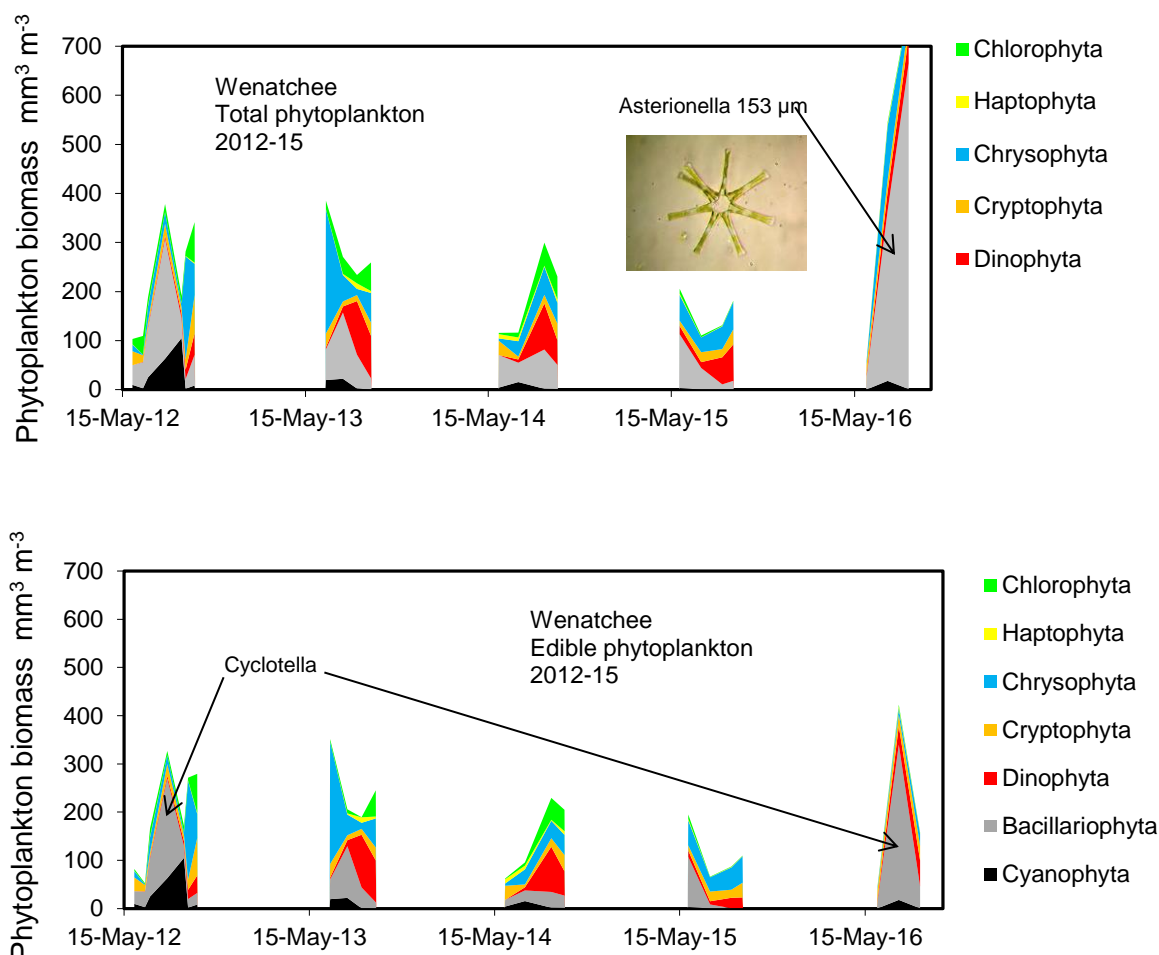 Phytoplankton biomass mm³ m⁻³
700
600
500
400
300
200
100
0
Wenatchee
Total phytoplankton
2012-15
Asterionella 153 µm
15-May-12
15-May-13
15-May-14
15-May-15
15-May-16
Chlorophyta
Haptophyta
Chrysophyta
Cryptophyta
Dinophyta
Phytoplankton biomass mm³ m⁻³
700
600
500
400
300
200
100
0
Wenatchee
Edible phytoplankton
2012-15
Cyclotella
15-May-12
15-May-13
15-May-14
15-May-15
15-May-16
Chlorophyta
Haptophyta
Chrysophyta
Cryptophyta
Dinophyta
Bacillariophyta
Cyanophyta